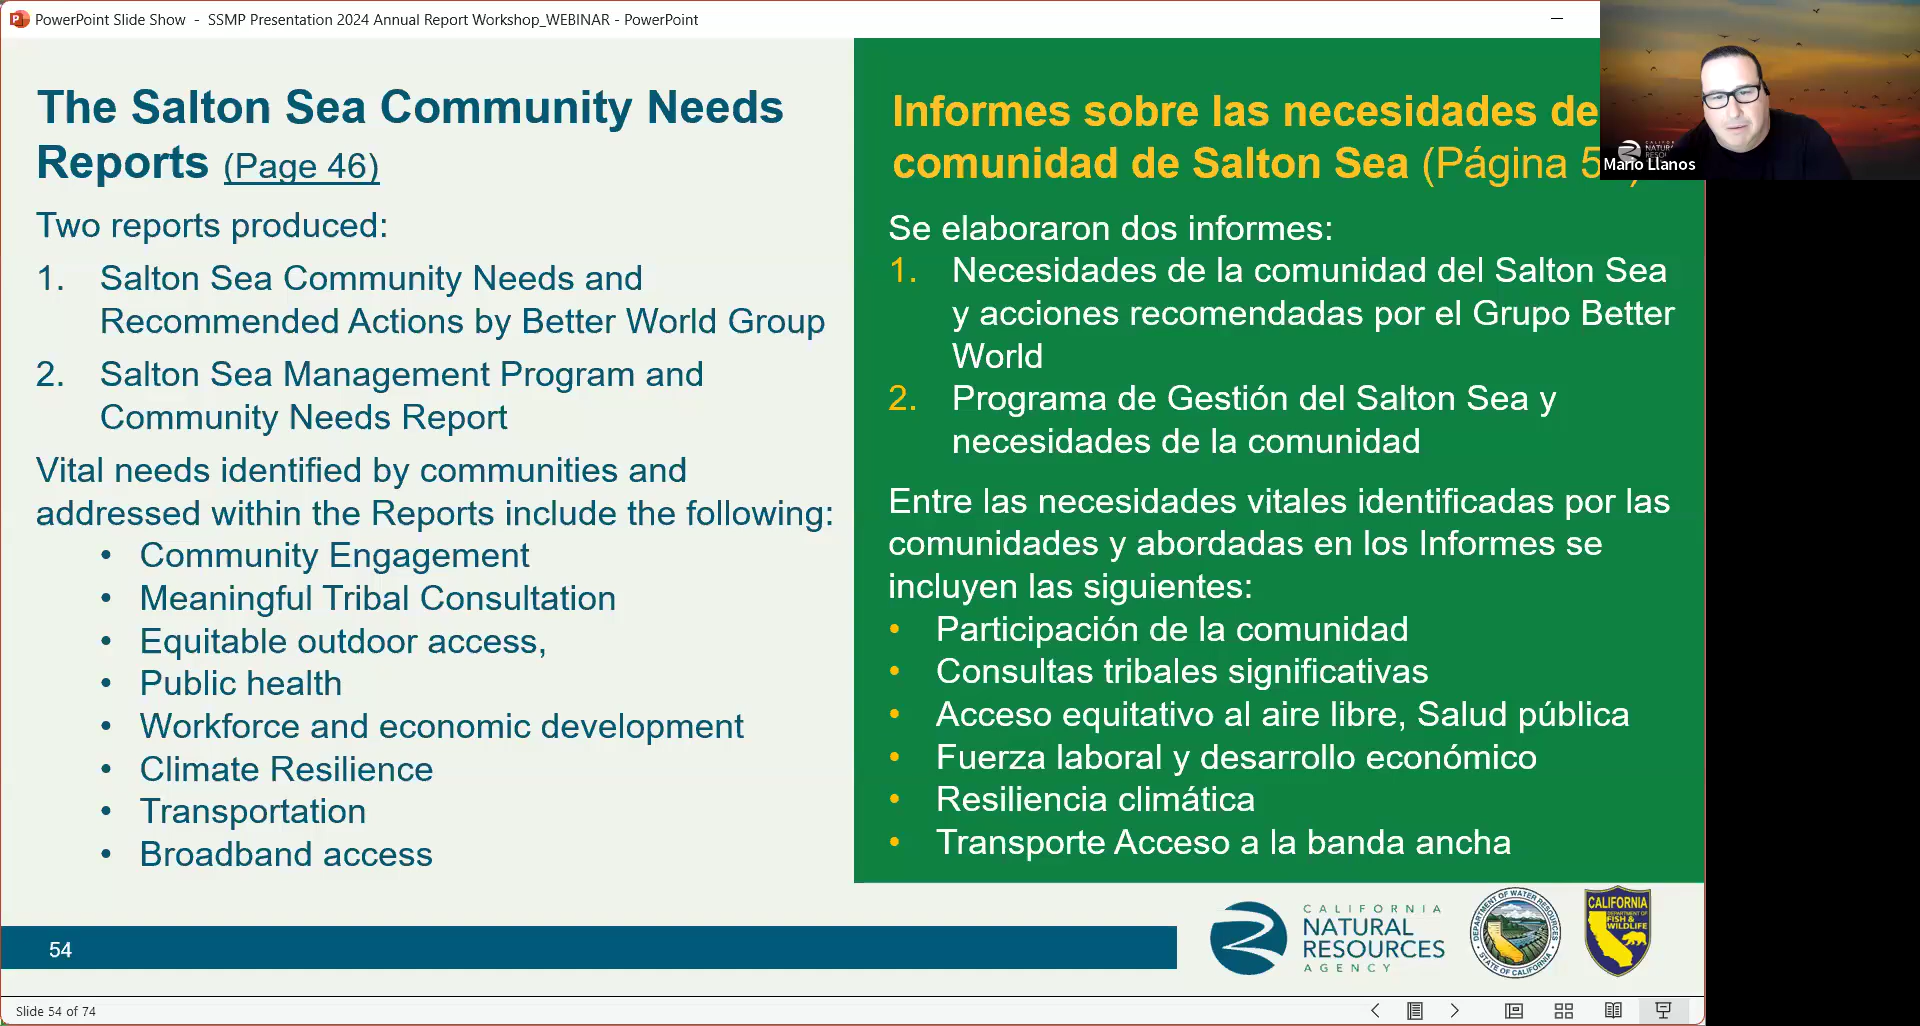 PowerPoint Slide Show - SSMP Presentation 2024 Annual Report Workshop_WEBINAR - PowerPoint
The Salton Sea Community Needs
Reports (Page 46)
Two reports produced:
1. Salton Sea Community Needs and
Recommended Actions by Better World Group
2. Salton Sea Management Program and
Community Needs Report
Vital needs identified by communities and
addressed within the Reports include the following:
• Community Engagement
• Meaningful Tribal Consultation
• Equitable outdoor access,
• Public health
• Workforce and economic development
• Climate Resilience
• Transportation
• Broadband access
Informes sobre las necesidades de
comunidad de Salton Sea (Página 5
Se elaboraron dos informes:
1. Necesidades de la comunidad del Salton Sea
y acciones recomendadas por el Grupo Better
World
2. Programa de Gestión del Salton Sea y
necesidades de la comunidad
Entre las necesidades vitales identificadas por las
comunidades y abordadas en los Informes se
incluyen las siguientes:
• Participación de la comunidad
• Consultas tribales significativas
• Acceso equitativo al aire libre, Salud pública
• Fuerza laboral y desarrollo económico
• Resiliencia climática
• Transporte Acceso a la banda ancha
Mario Llanos
54
CALIFORNIA
NATURAL
RESOURCES
AGENCY
DEPARTMENT OF WATER RESOURCES
STATE OF CALIFORNIA
CALIFORNIA
DEPARTMENT OF
FISH &
WILDLIFE
Slide 54 of 74